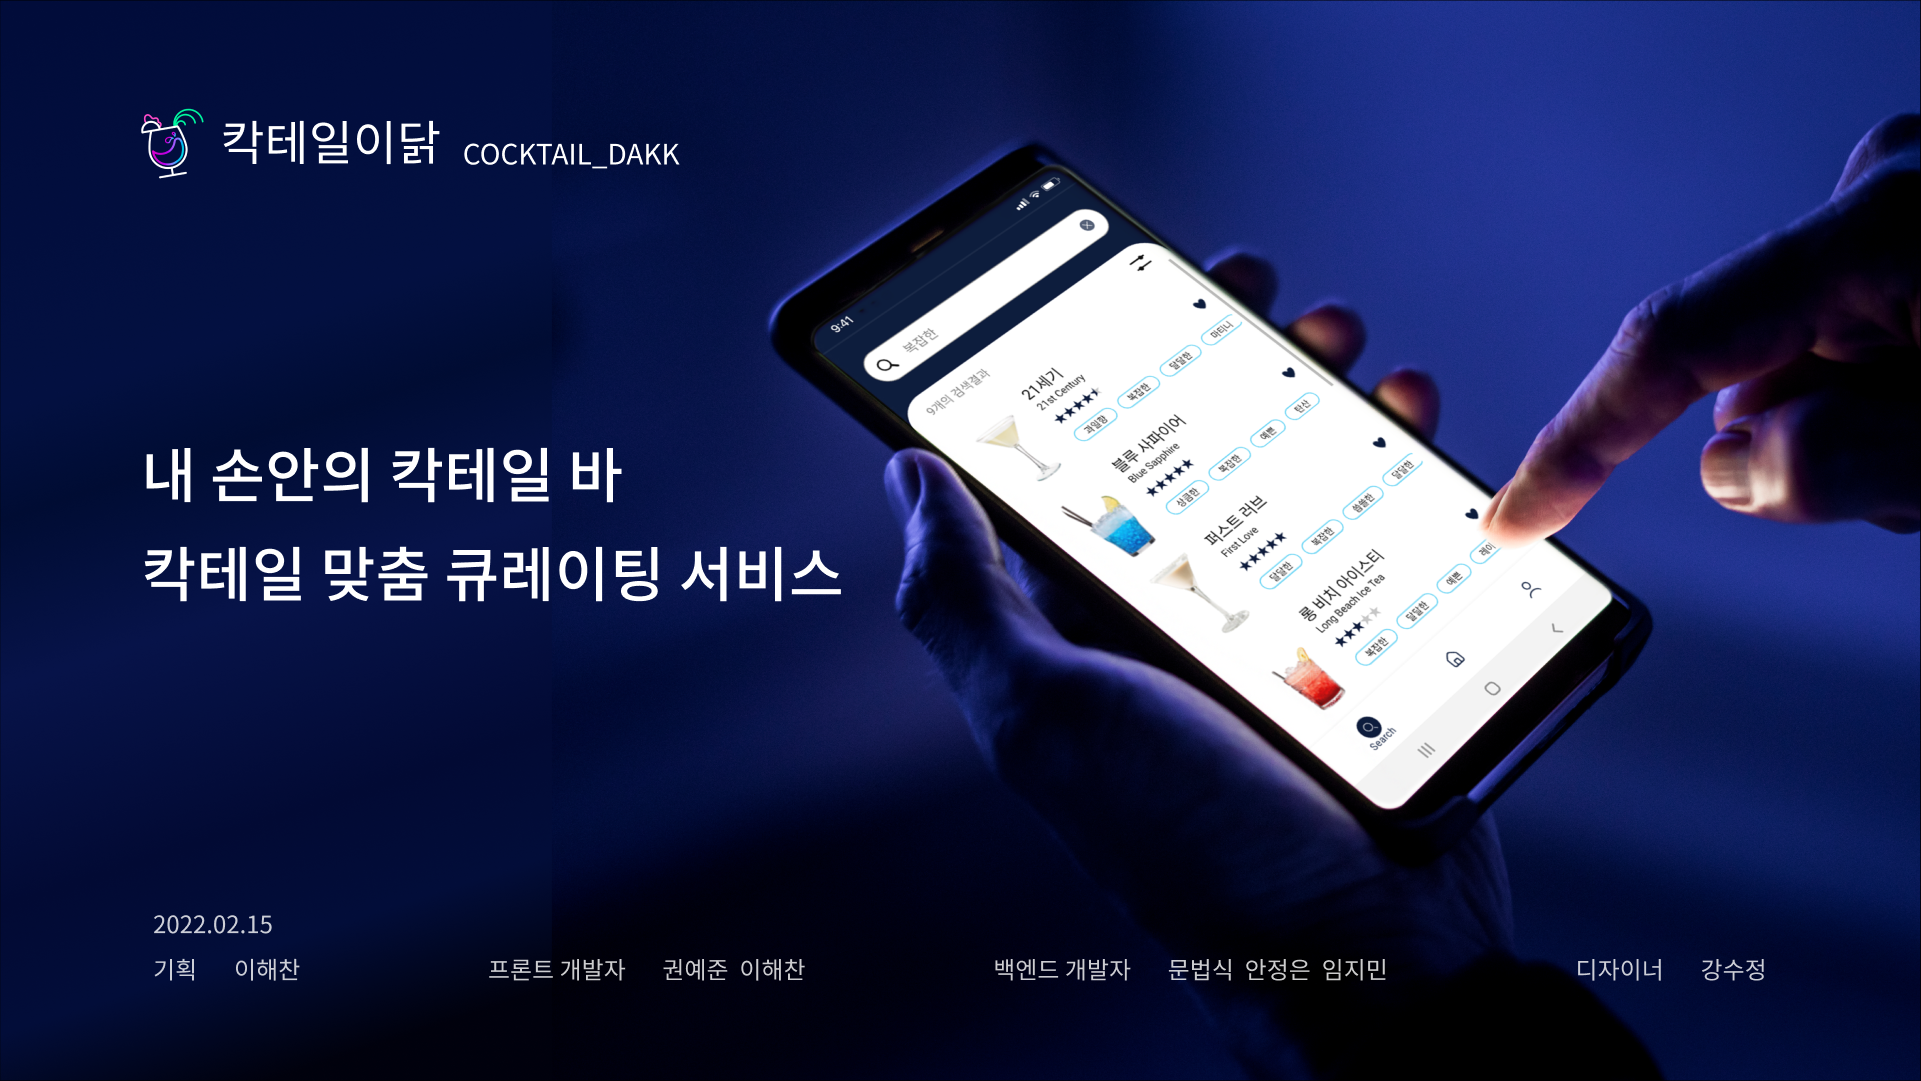 칵테일이닭 COCKTAIL_DAKK
내 손안의 칵테일 바
칵테일 맞춤 큐레이팅 서비스
9:41
복잡한
9개의 검색결과
21세기
21st Century
과일향 복잡한 달달한 마티니
블루 사파이어
Blue Sapphire
상큼한 복잡한 예쁜 탄산
퍼스트 러브
First Love
달달한 복잡한 씁쓸한 달달한
롱 비치 아이스티
Long Beach Ice Tea
복잡한 달달한 예쁜 레이
Search
2022.02.15
기획 이해찬 프론트 개발자 권예준 이해찬 백엔드 개발자 문법식 안정은 임지민 디자이너 강수정